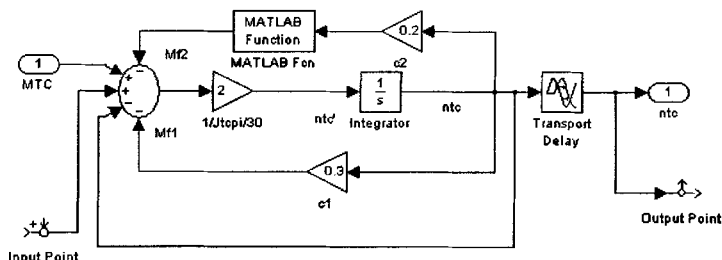 MATLAB
Function
MATLAB Fcn
0.2
c2
Mf2
1
MTC
2
1/Jtcpi/30
ntc'
1
s
Integrator
ntc
Transport
Delay
1
ntc
Mf1
0.3
c1
Input Point
Output Point